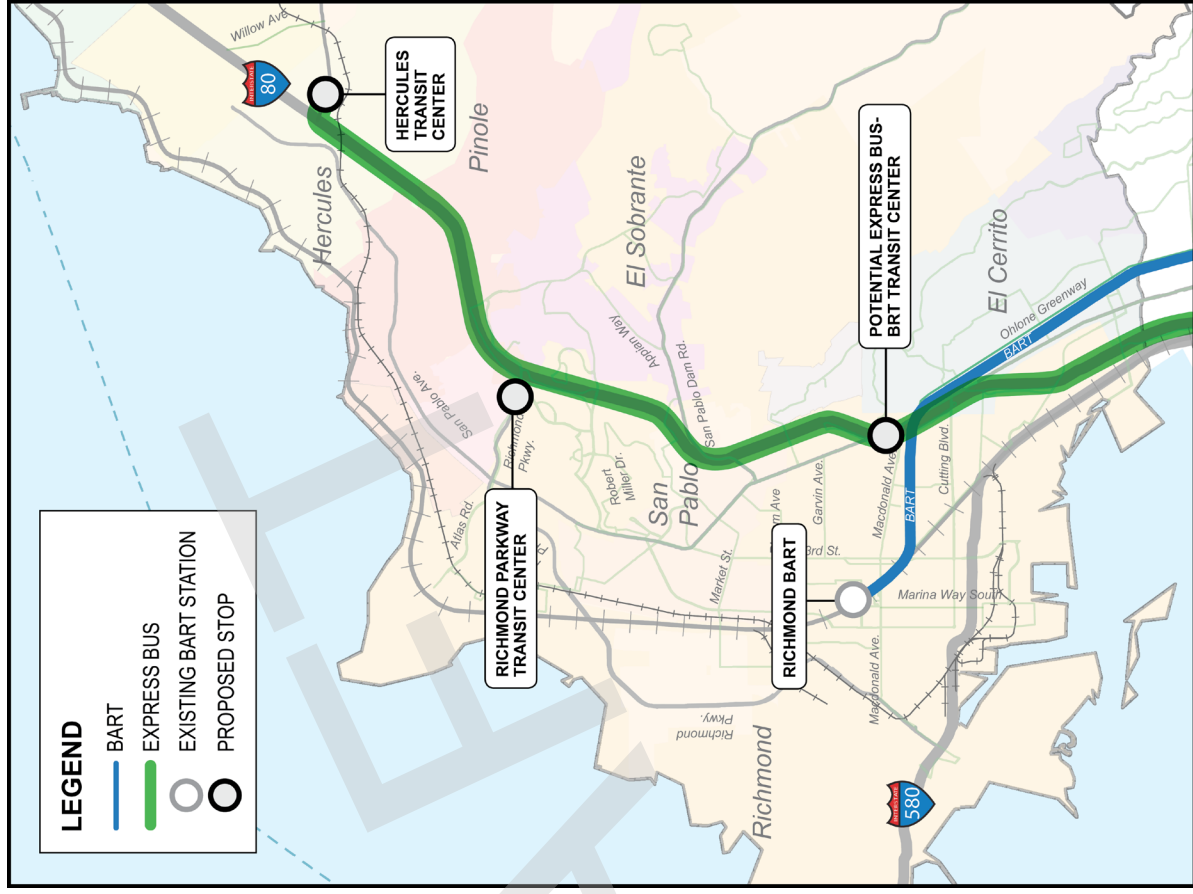 LEGEND
BART
EXPRESS BUS
EXISTING BART STATION
PROPOSED STOP
Willow Ave
INTERSTATE
80
HERCULES
TRANSIT
CENTER
Hercules
Pinole
El Sobrante
Appian Way
San Pablo Dam Rd.
San Pablo Ave.
Richmond
Pkwy.
RICHMOND PARKWAY
TRANSIT CENTER
Atlas Rd.
Robert
Miller Dr.
San
Pablo
POTENTIAL EXPRESS BUS-
BRT TRANSIT CENTER
El Cerrito
Ohlone Greenway
BART
Garvin Ave.
Macdonald Ave.
Cutting Blvd.
BART
Ave
3rd St.
Market St.
RICHMOND BART
Marina Way South
Macdonald Ave.
Richmond
Pkwy.
Richmond
INTERSTATE
580